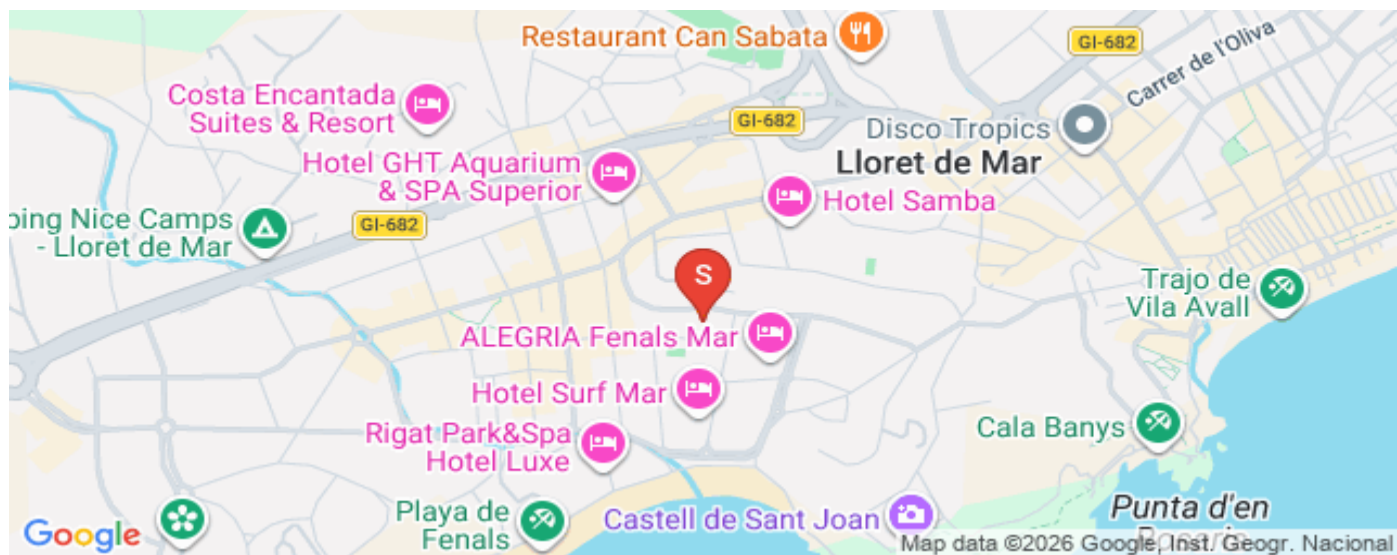 Restaurant Can Sabata
GI-682
Carrer de l'Oliva
Costa Encantada
Suites & Resort
GI-682
Disco Tropics
Lloret de Mar
Hotel GHT Aquarium
& SPA Superior
Hotel Samba
ping Nice Camps
- Lloret de Mar
GI-682
S
Trajo de
Vila Avall
ALEGRIA Fenals Mar
Hotel Surf Mar
Cala Banys
Rigat Park&Spa
Hotel Luxe
Playa de
Fenals
Castell de Sant Joan
Punta d'en
Google
Map data ©2026 Google, Inst. Geogr. Nacional